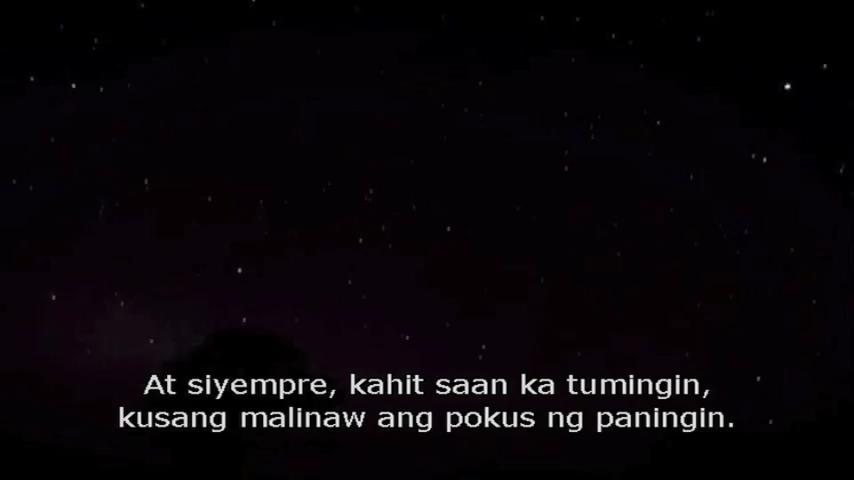 At siyempre, kahit saan ka tumingin,
kusang malinaw ang pokus ng paningin.